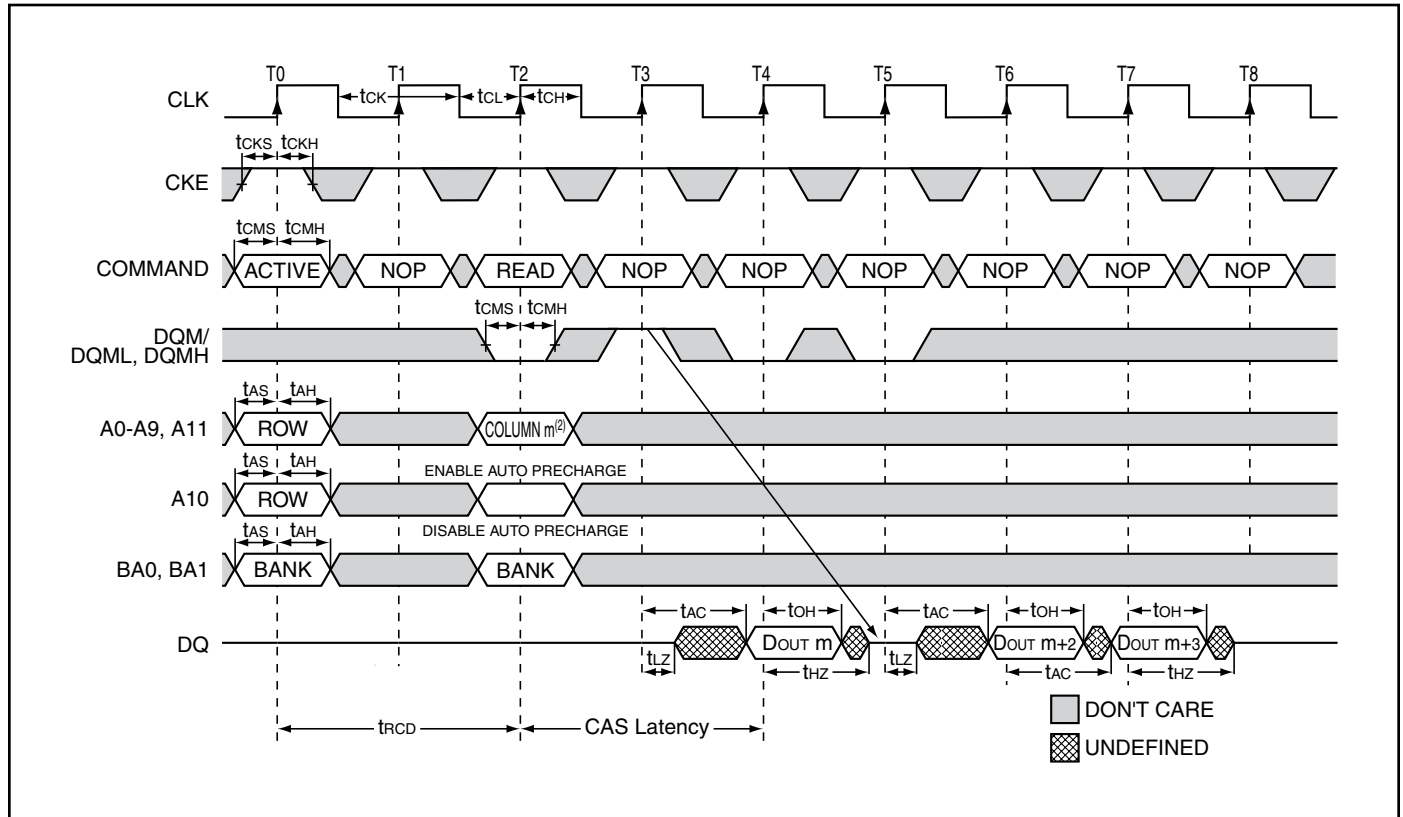 T0 T1 T2 T3 T4 T5 T6 T7 T8
CLK tCK tCL tCH
tCKS tCKH
CKE
tCMS tCMH
COMMAND ACTIVE NOP READ NOP NOP NOP NOP NOP NOP
tCMS tCMH
DQM/
DQML, DQMH
tAS tAH
A0-A9, A11 ROW COLUMN m(2)
tAS tAH ENABLE AUTO PRECHARGE
A10 ROW
tAS tAH DISABLE AUTO PRECHARGE
BA0, BA1 BANK BANK
tAC tOH tAC tOH tOH
DQ DOUT m DOUT m+2 DOUT m+3
tLZ tHZ tLZ tAC tHZ
DON'T CARE
tRCD CAS Latency
UNDEFINED